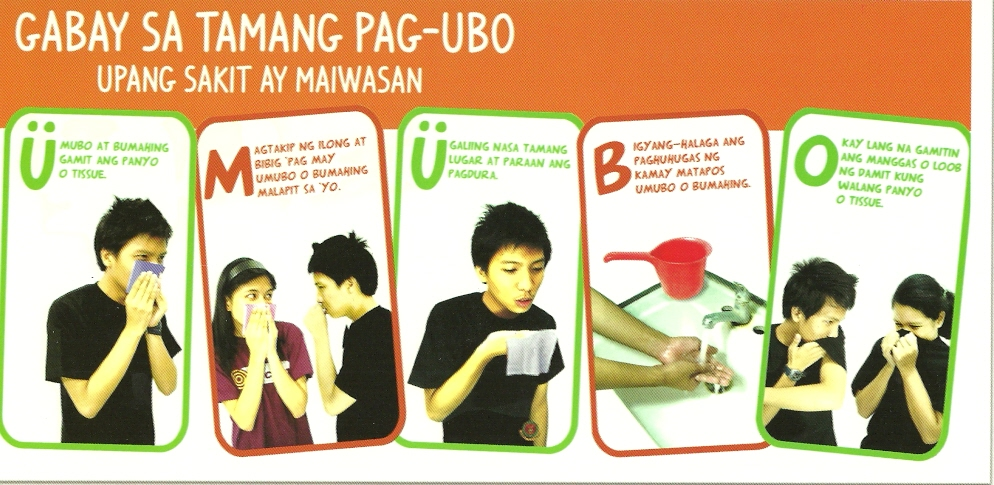 GABAY SA TAMANG PAG-UBO
UPANG SAKIT AY MAIWASAN
ÜMUBO AT BUMAHING
GAMIT ANG PANYO
O TISSUE.
MAGTAKIP NG ILONG AT
BIBIG 'PAG MAY
UMUBO O BUMAHING
MALAPIT SA 'YO.
ÜGALIING NASA TAMANG
LUGAR AT PARAAN ANG
PAGDURA.
BIGYANG-HALAGA ANG
PAGHUHUGAS NG
KAMAY MATAPOS
UMUBO O BUMAHING.
OKAY LANG NA GAMITIN
ANG MANGGAS O LOOB
NG DAMIT KUNG
WALANG PANYO
O TISSUE.